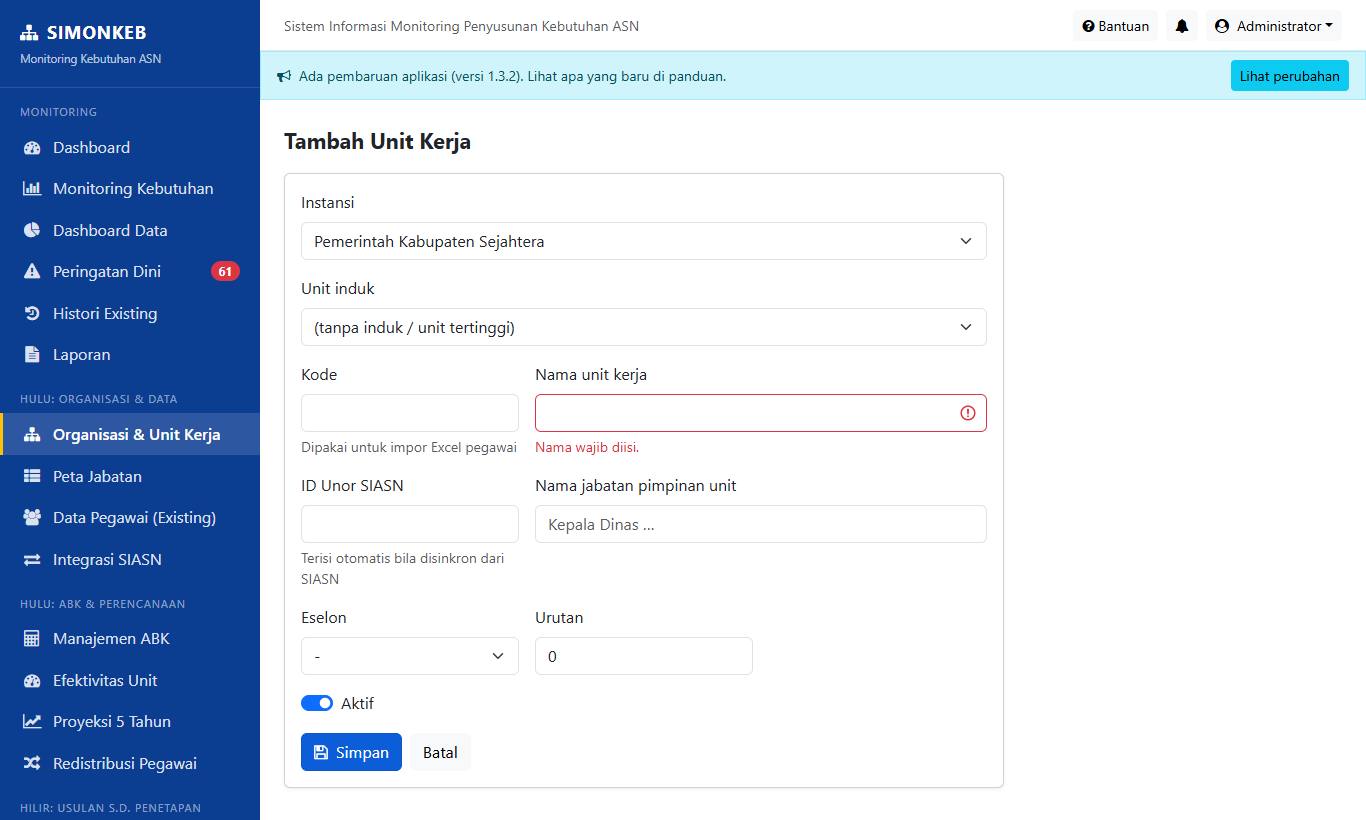 SIMONKEB
Monitoring Kebutuhan ASN
MONITORING
Dashboard
Monitoring Kebutuhan
Dashboard Data
Peringatan Dini 61
Histori Existing
Laporan
HULU: ORGANISASI & DATA
Organisasi & Unit Kerja
Peta Jabatan
Data Pegawai (Existing)
Integrasi SIASN
HULU: ABK & PERENCANAAN
Manajemen ABK
Efektivitas Unit
Proyeksi 5 Tahun
Redistribusi Pegawai
HILIR: USULAN S.D. PENETAPAN
Sistem Informasi Monitoring Penyusunan Kebutuhan ASN
Bantuan
Administrator
Ada pembaruan aplikasi (versi 1.3.2). Lihat apa yang baru di panduan.
Lihat perubahan
Tambah Unit Kerja
Instansi
Pemerintah Kabupaten Sejahtera
Unit induk
(tanpa induk / unit tertinggi)
Kode
Dipakai untuk impor Excel pegawai
Nama unit kerja
Nama wajib diisi.
ID Unor SIASN
Terisi otomatis bila disinkron dari
SIASN
Nama jabatan pimpinan unit
Kepala Dinas ...
Eselon
-
Urutan
0
Aktif
Simpan
Batal